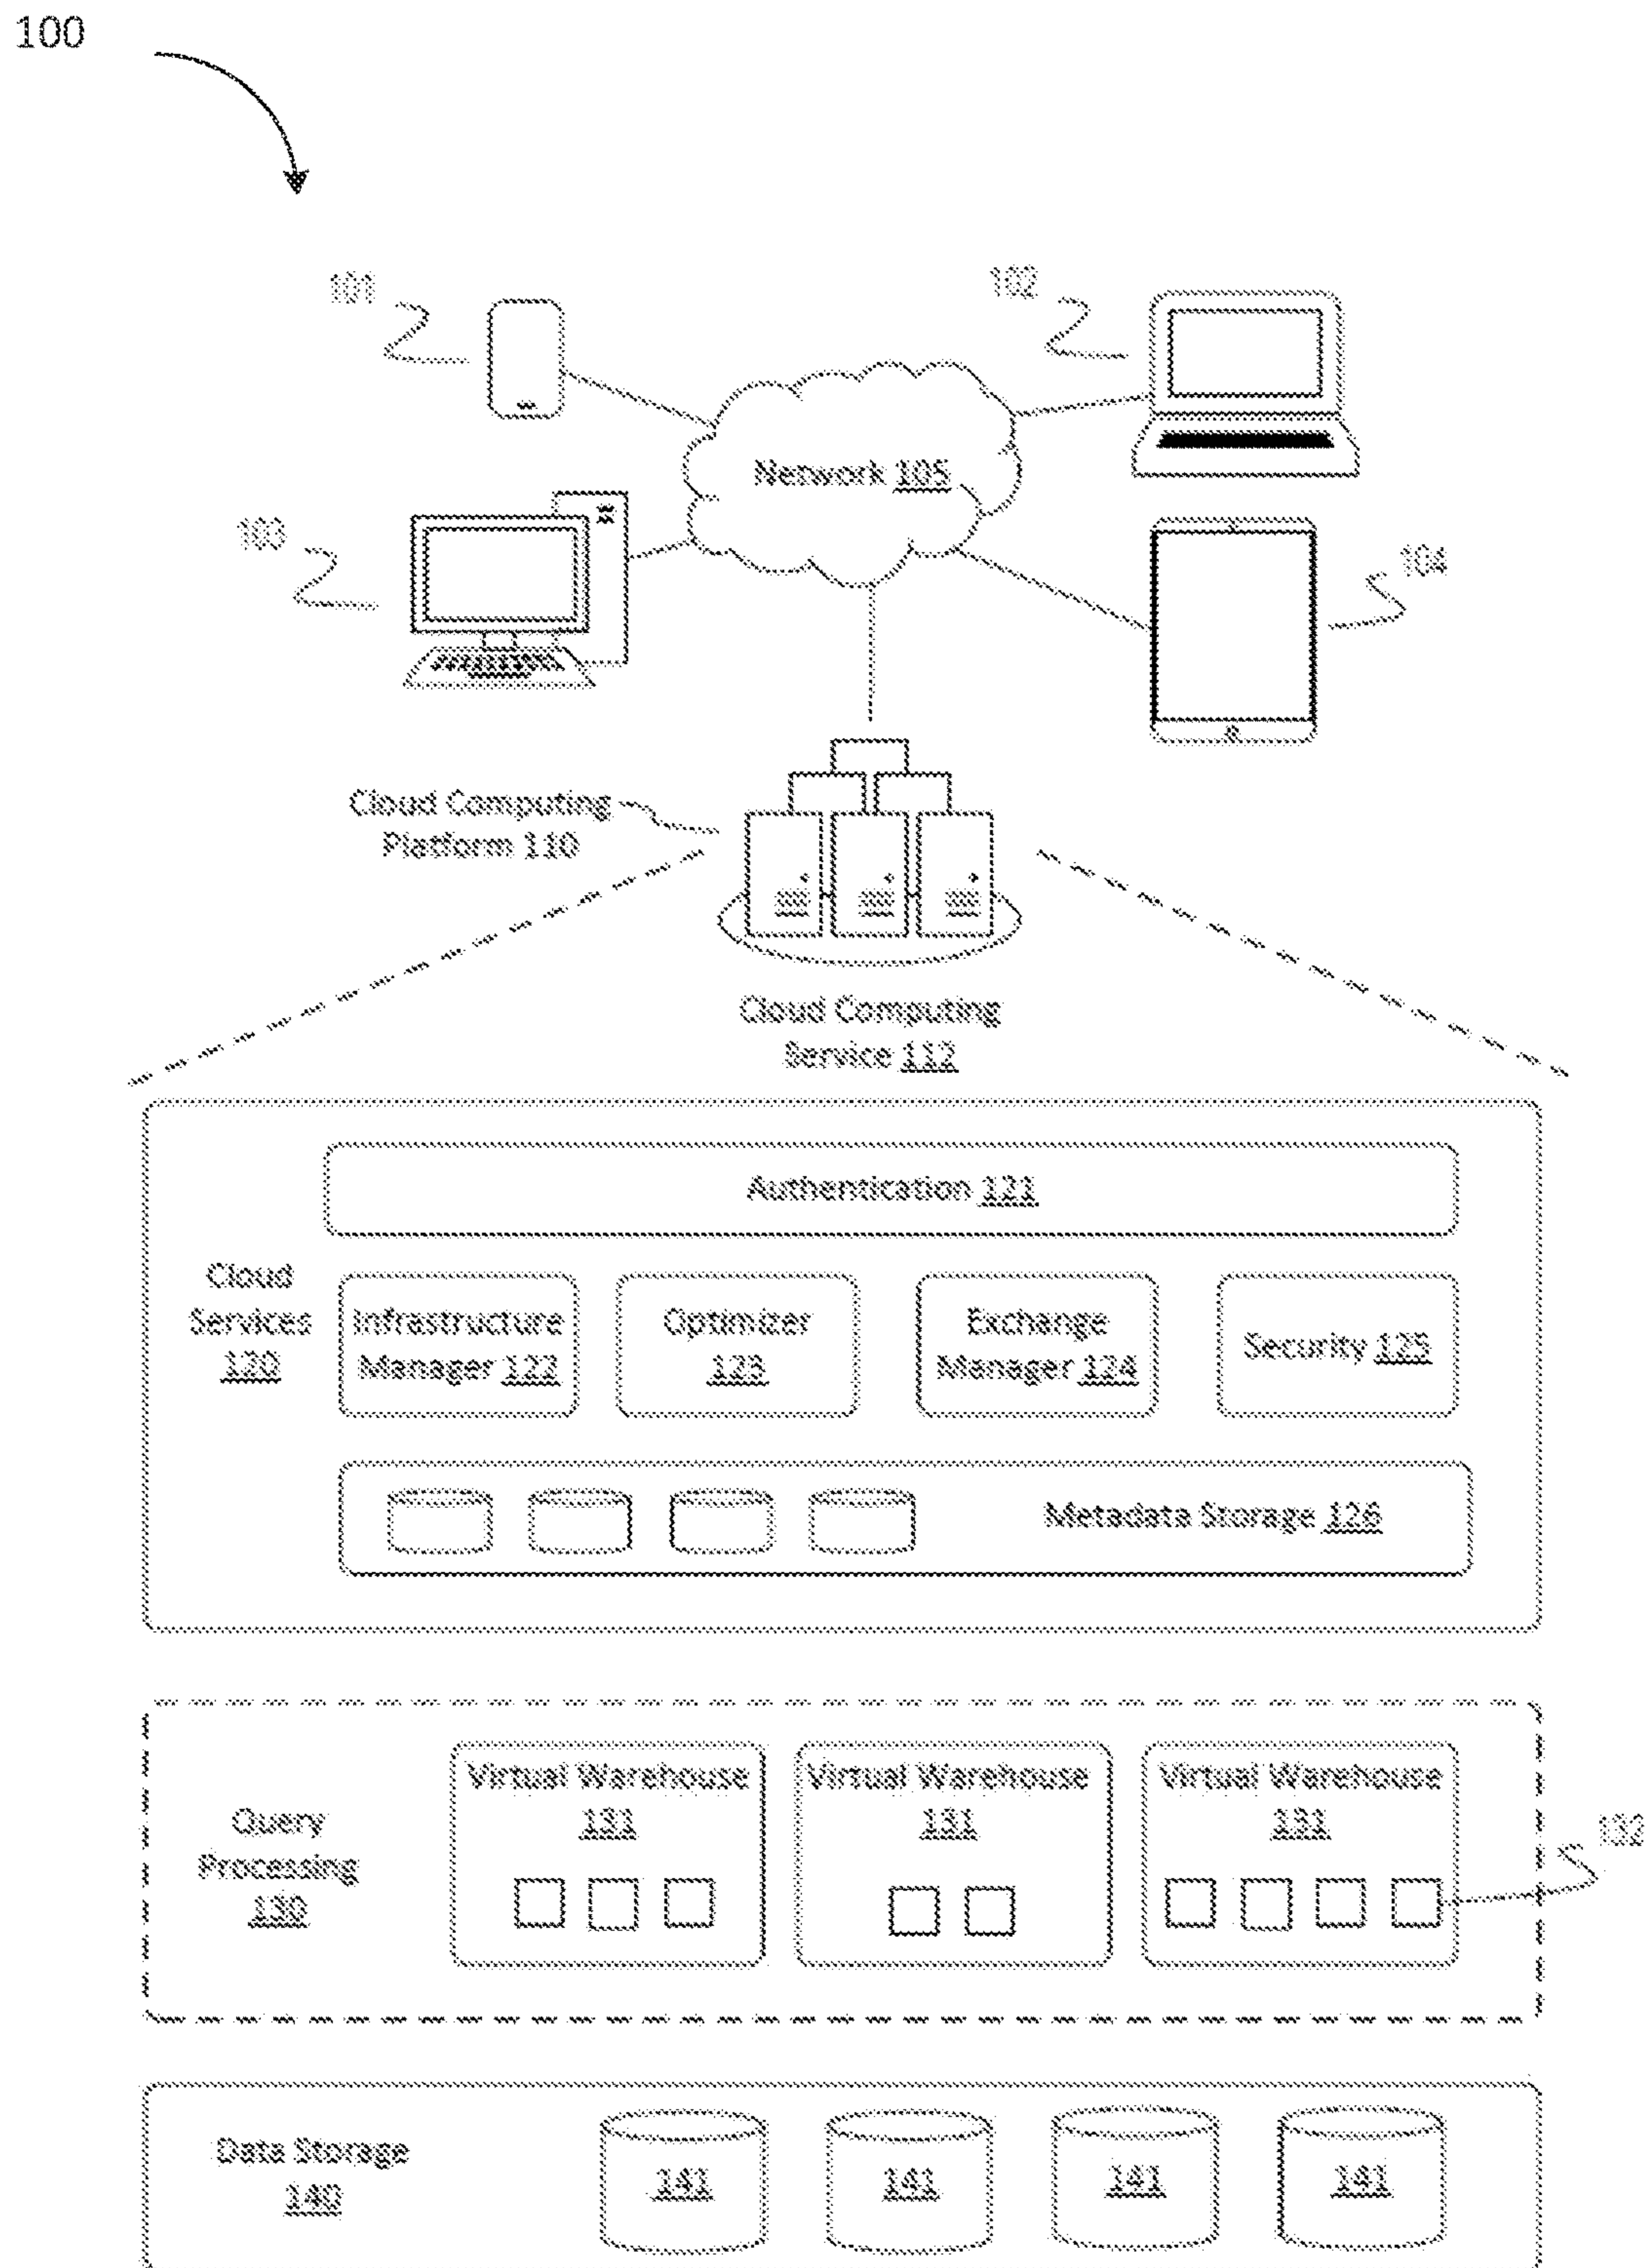 100
101
102
Network 105
103
104
Cloud Computing
Platform 110
Cloud Computing
Service 112
Authentication 121
Cloud
Services
120
Infrastructure
Manager 122
Optimizer
123
Exchange
Manager 124
Security 125
Metadata Storage 126
Query
Processing
130
Virtual Warehouse
131
Virtual Warehouse
131
Virtual Warehouse
131
132
Data Storage
140
141
141
141
141